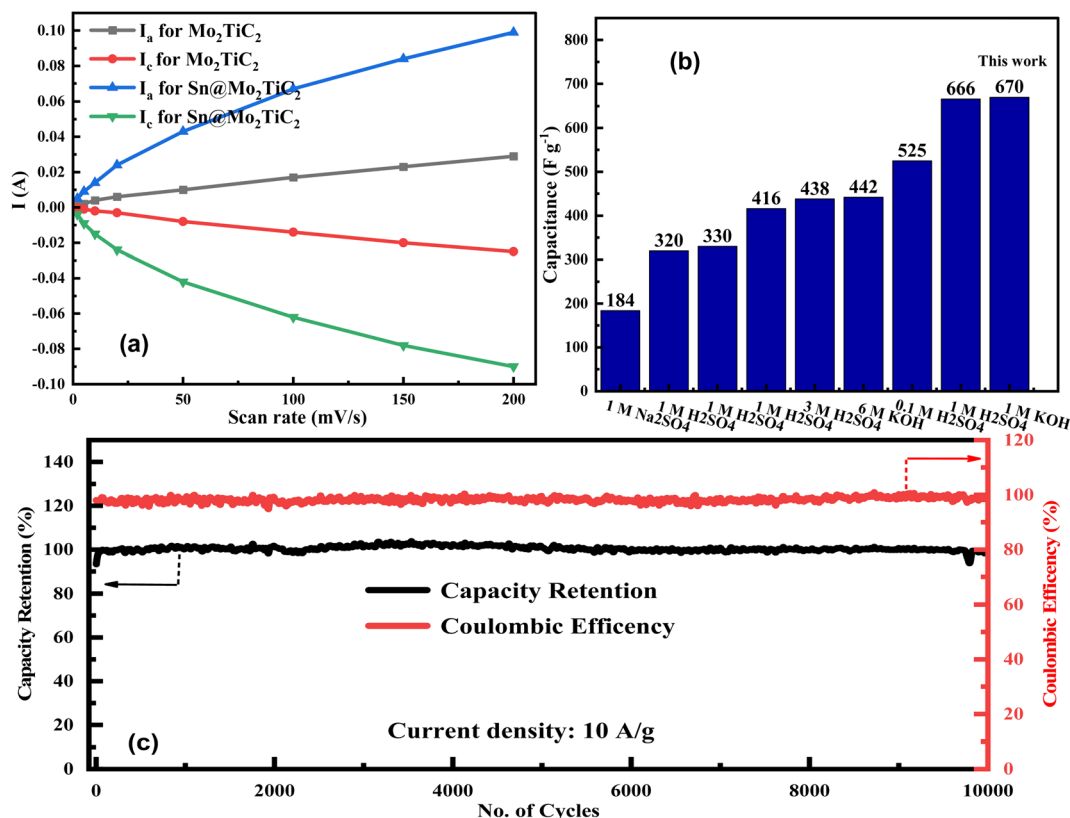 I_a for Mo₂TiC₂
I_c for Mo₂TiC₂
I_a for Sn@Mo₂TiC₂
I_c for Sn@Mo₂TiC₂
0.10
0.08
0.06
0.04
0.02
0.00
-0.02
-0.04
-0.06
-0.08
-0.10
I (A)
(a)
0
50
100
150
200
Scan rate (mV/s)
(b)
This work
800
700
600
500
400
300
200
100
0
Capacitance (F g⁻¹)
184
320
330
416
438
442
525
666
670
1 M Na2SO4
1 M H2SO4
1 M H2SO4
1 M H2SO4
3 M H2SO4
6 M KOH
0.1 M H2SO4
1 M H2SO4
1 M KOH
140
120
100
80
60
40
20
0
Capacity Retention (%)
120
100
80
60
40
20
0
Coulombic Efficency (%)
Capacity Retention
Coulombic Efficency
Current density: 10 A/g
(c)
0
2000
4000
6000
8000
10000
No. of Cycles